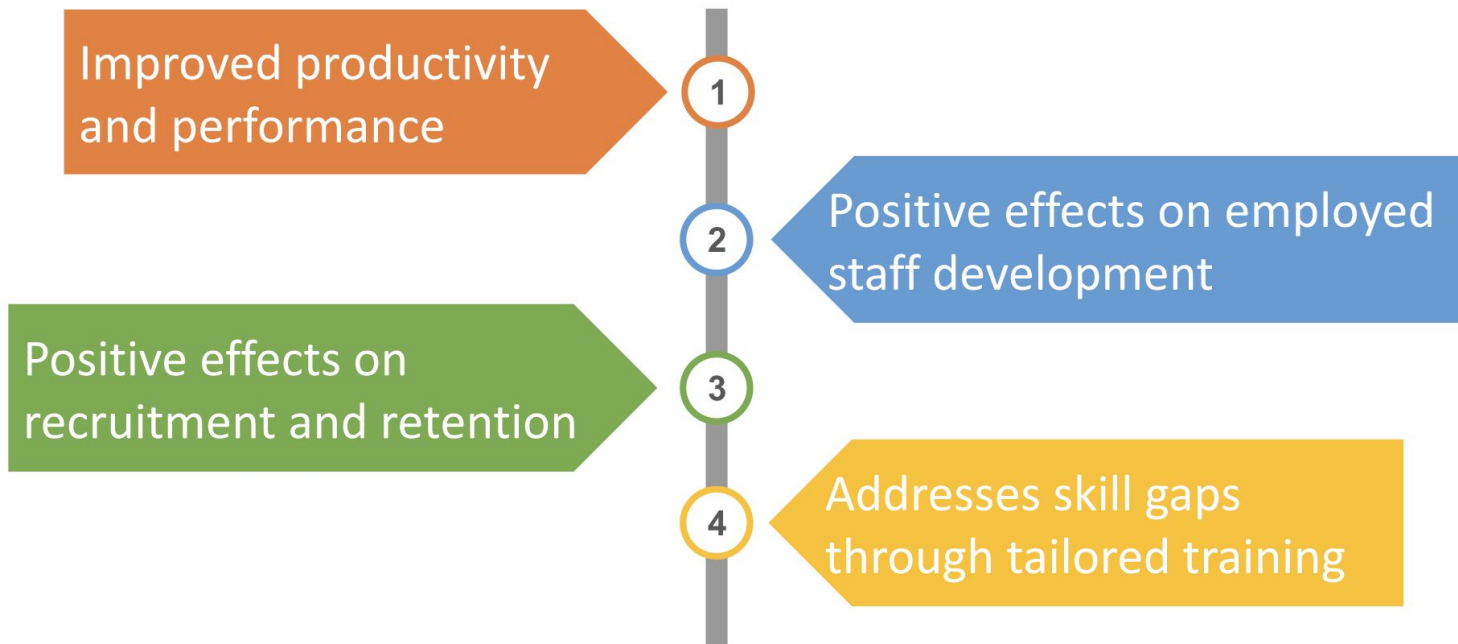 Improved productivity
and performance
1
2
Positive effects on employed
staff development
Positive effects on
recruitment and retention
3
4
Addresses skill gaps
through tailored training